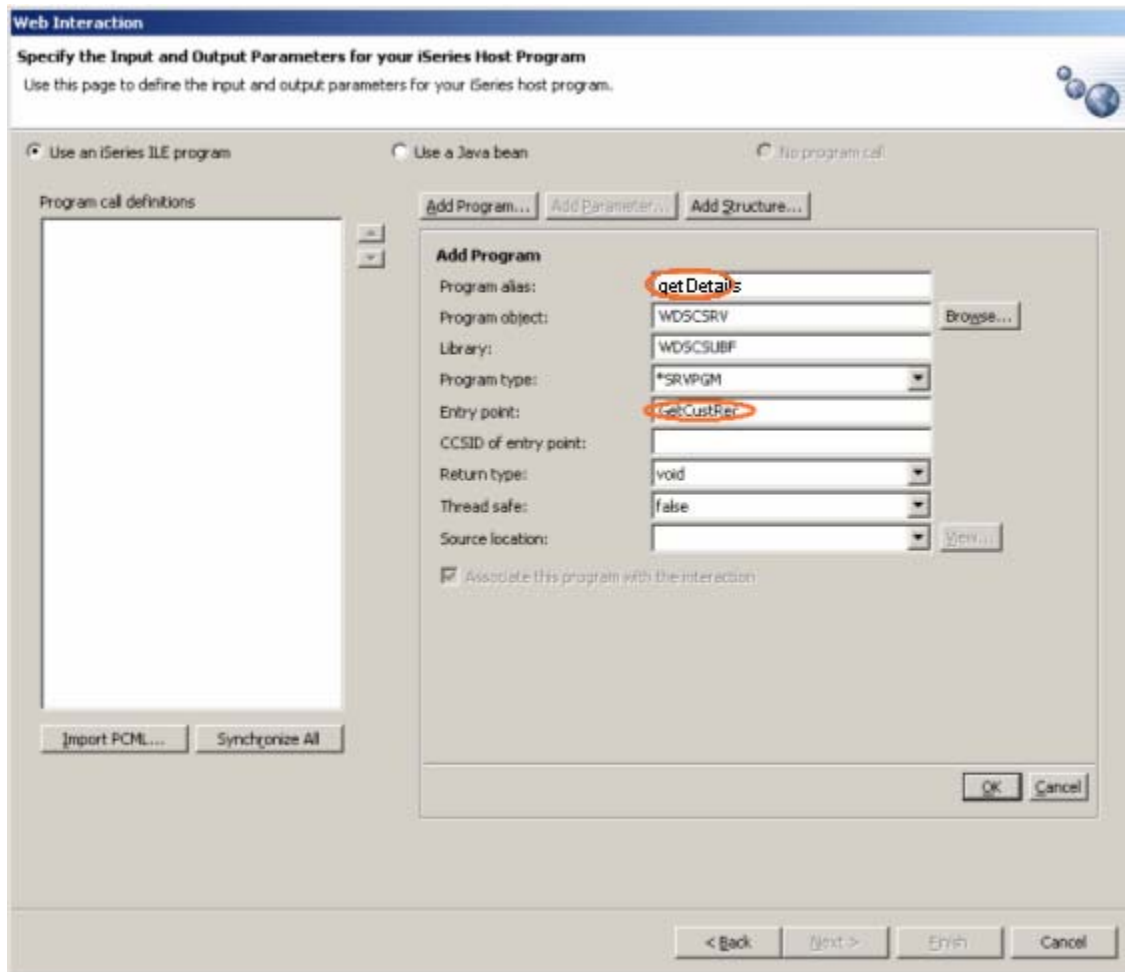 Web Interaction
Specify the Input and Output Parameters for your iSeries Host Program
Use this page to define the input and output parameters for your iSeries host program.
Use an iSeries ILE program
Use a Java bean
No program call
Program call definitions
Add Program...
Add Parameter...
Add Structure...
Add Program
Program alias:
getDetails
Program object:
WDSCSRV
Browse...
Library:
WDSCSUBF
Program type:
*SRVPGM
Entry point:
CCSID of entry point:
Return type:
void
Thread safe:
false
Source location:
View...
Associate this program with the interaction
Import PCML...
Synchronize All
OK
Cancel
< Back
Next >
Finish
Cancel